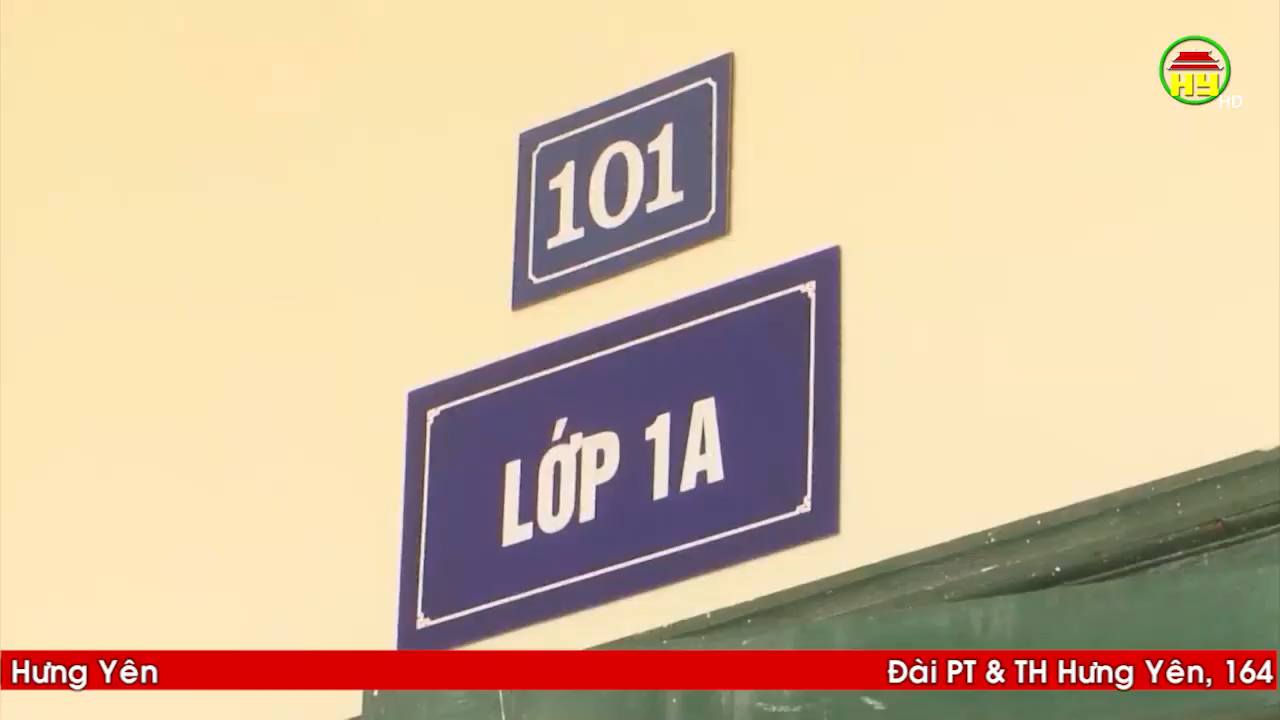 HY
HD
101
LỚP 1A
Hưng Yên
Đài PT & TH Hưng Yên, 164